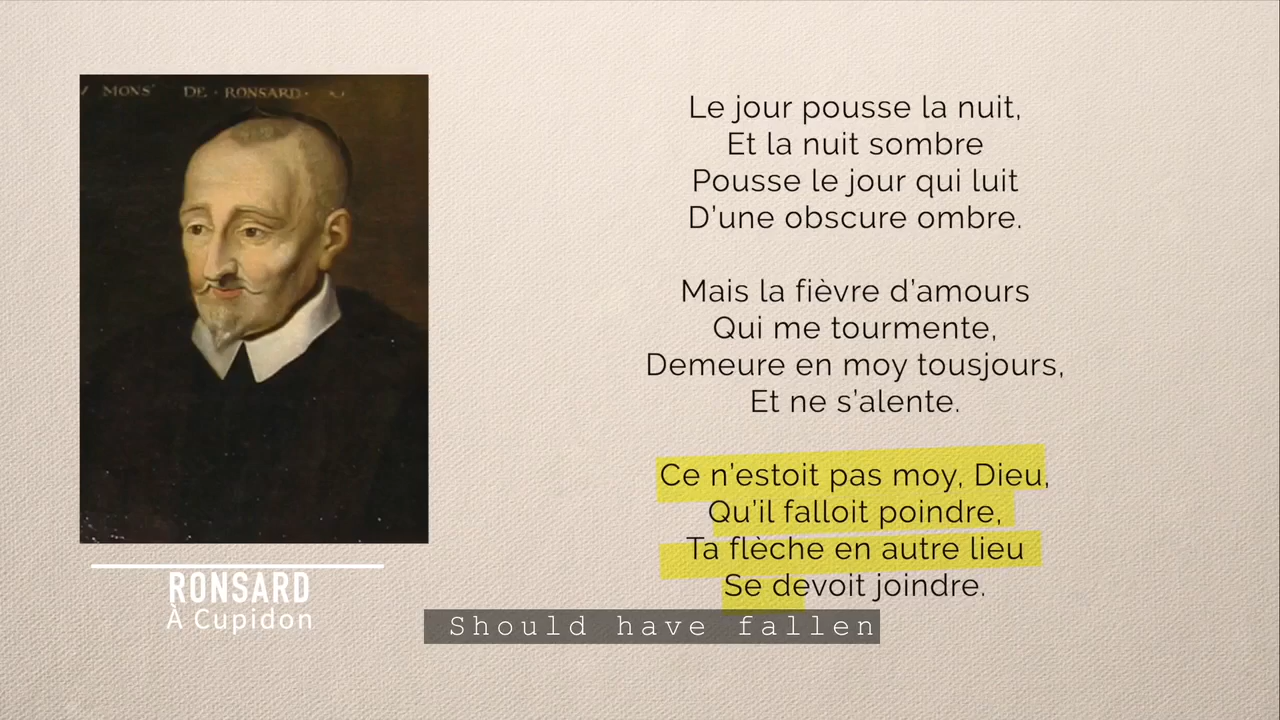 MONS DE · RONSARD ·
Le jour pousse la nuit,
Et la nuit sombre
Pousse le jour qui luit
D’une obscure ombre.
Mais la fièvre d’amours
Qui me tourmente,
Demeure en moy tousjours,
Et ne s’alente.
Ce n’estoit pas moy, Dieu,
Qu’il falloit poindre,
Ta flèche en autre lieu
Se devoit joindre.
RONSARD
À Cupidon
Should have fallen